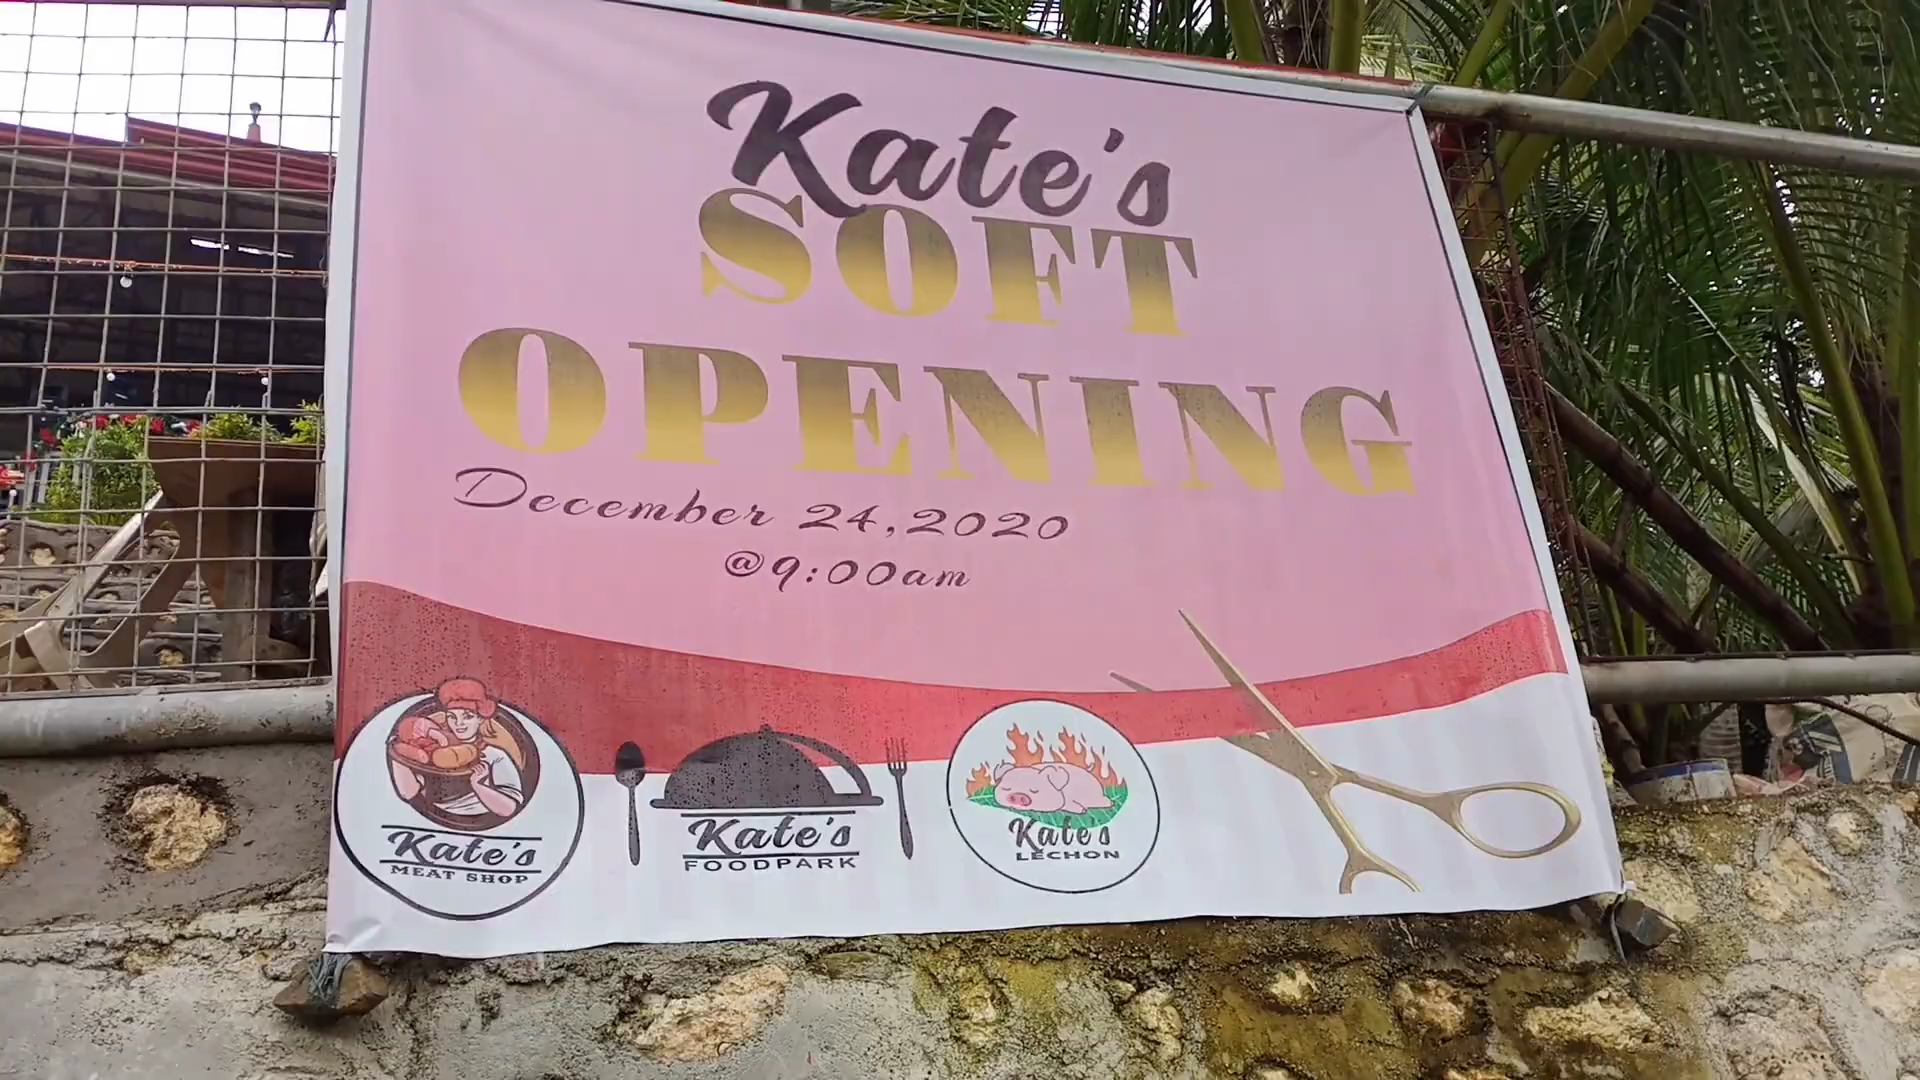 Kate's
SOFT
OPENING
December 24,2020
@9:00am
Kate's
MEAT SHOP
Kate's
FOODPARK
Kate's
LECHON